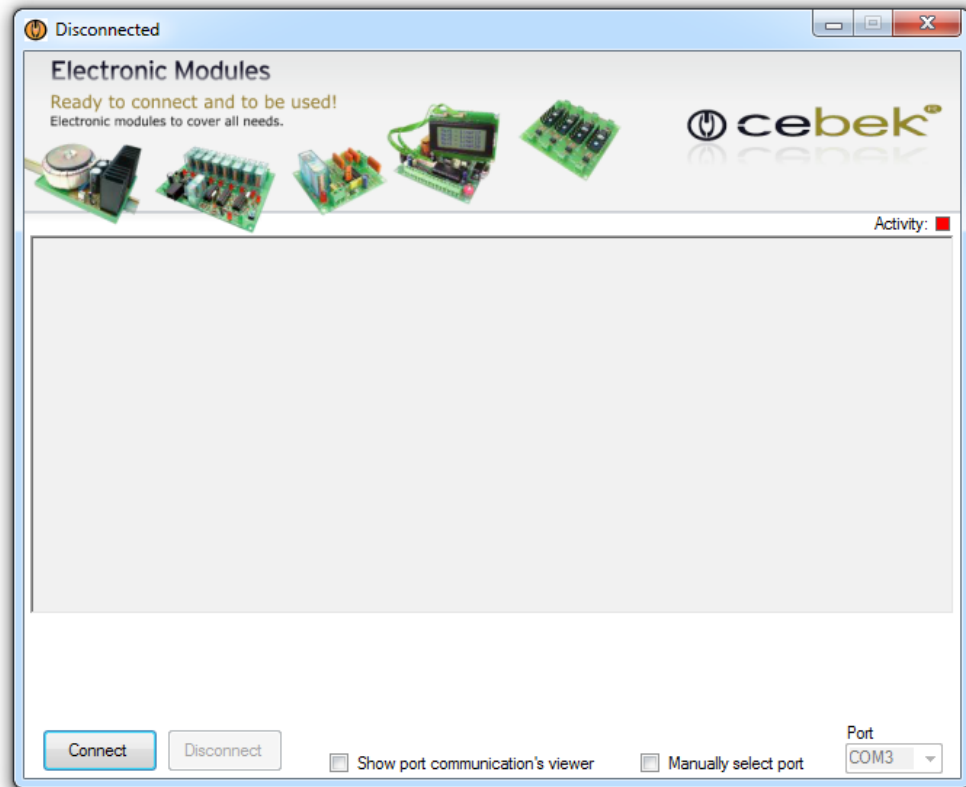 Disconnected
Electronic Modules
Ready to connect and to be used!
Electronic modules to cover all needs.
cebek
Activity:
Connect
Disconnect
Show port communication's viewer
Manually select port
Port
COM3